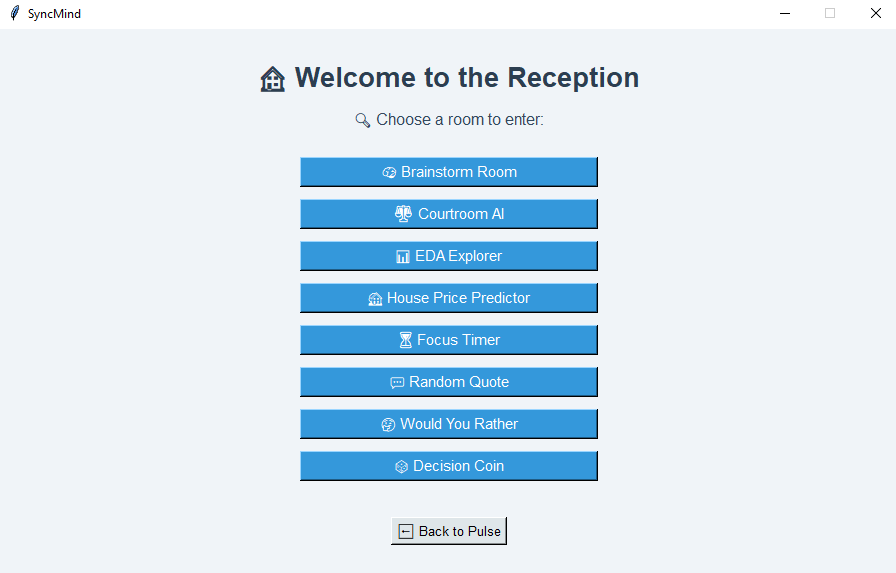 SyncMind
🏠 Welcome to the Reception
🔍 Choose a room to enter:
🧠 Brainstorm Room
⚖ Courtroom AI
📊 EDA Explorer
🏠 House Price Predictor
⏳ Focus Timer
💬 Random Quote
🤔 Would You Rather
🎲 Decision Coin
⬅ Back to Pulse